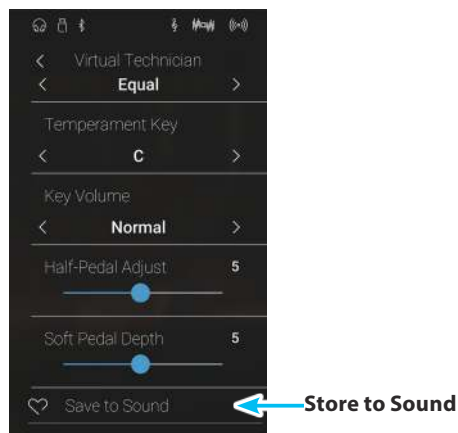 Virtual Technician
Equal
Temperament Key
C
Key Volume
Normal
Half-Pedal Adjust 5
Soft Pedal Depth 5
Save to Sound
Store to Sound